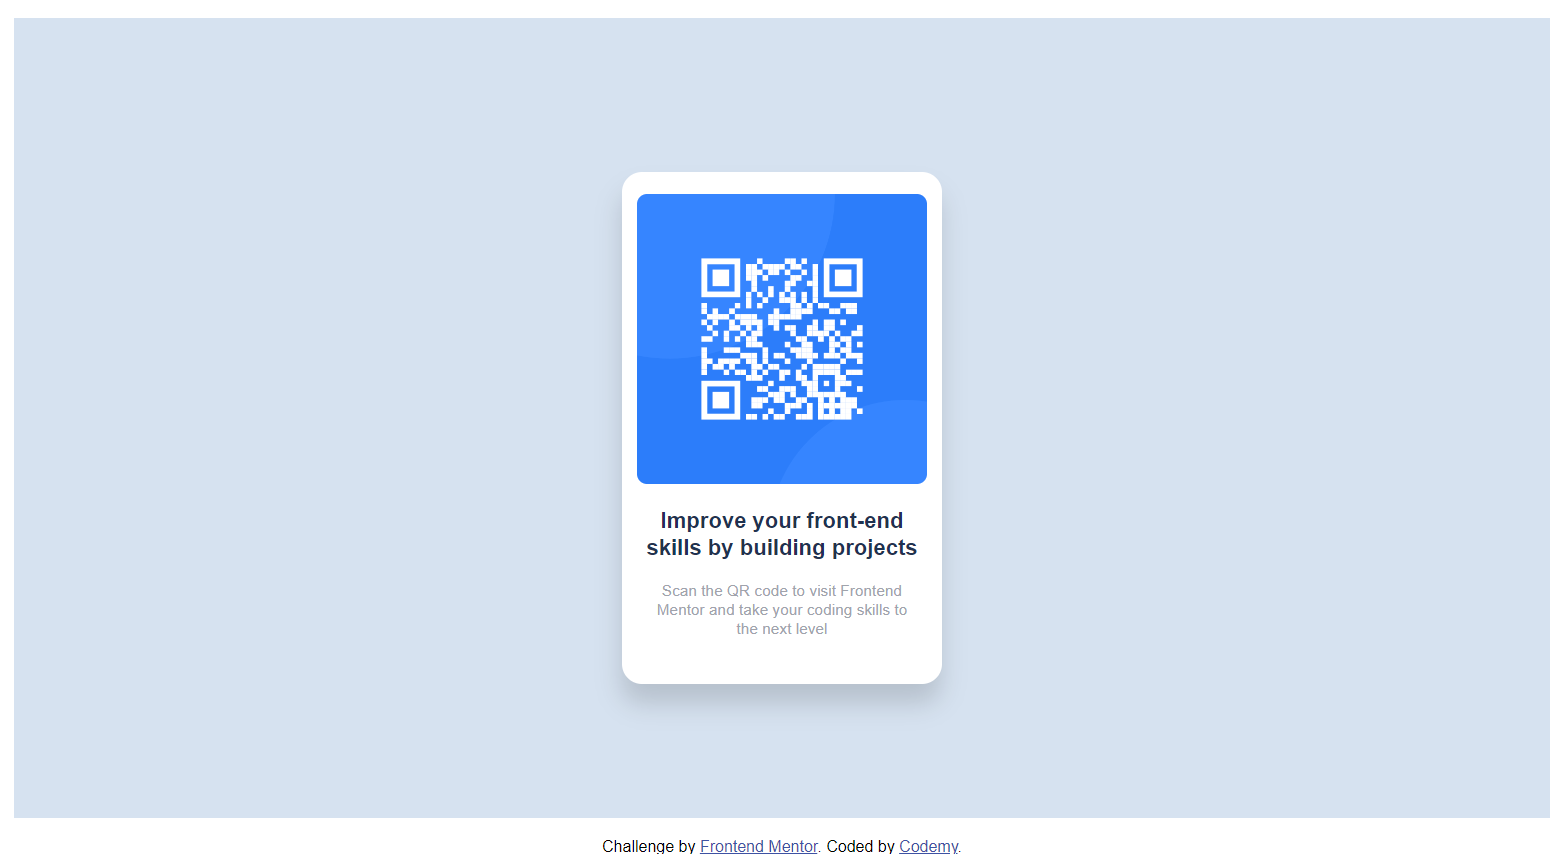 Improve your front-end
skills by building projects
Scan the QR code to visit Frontend
Mentor and take your coding skills to
the next level
Challenge by Frontend Mentor. Coded by Codemy.